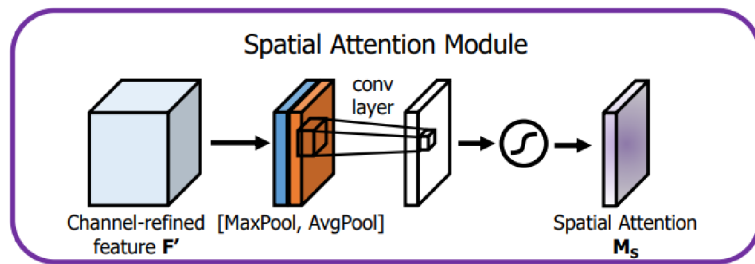 Spatial Attention Module
conv
layer
Channel-refined
feature F’
[MaxPool, AvgPool]
Spatial Attention
Ms